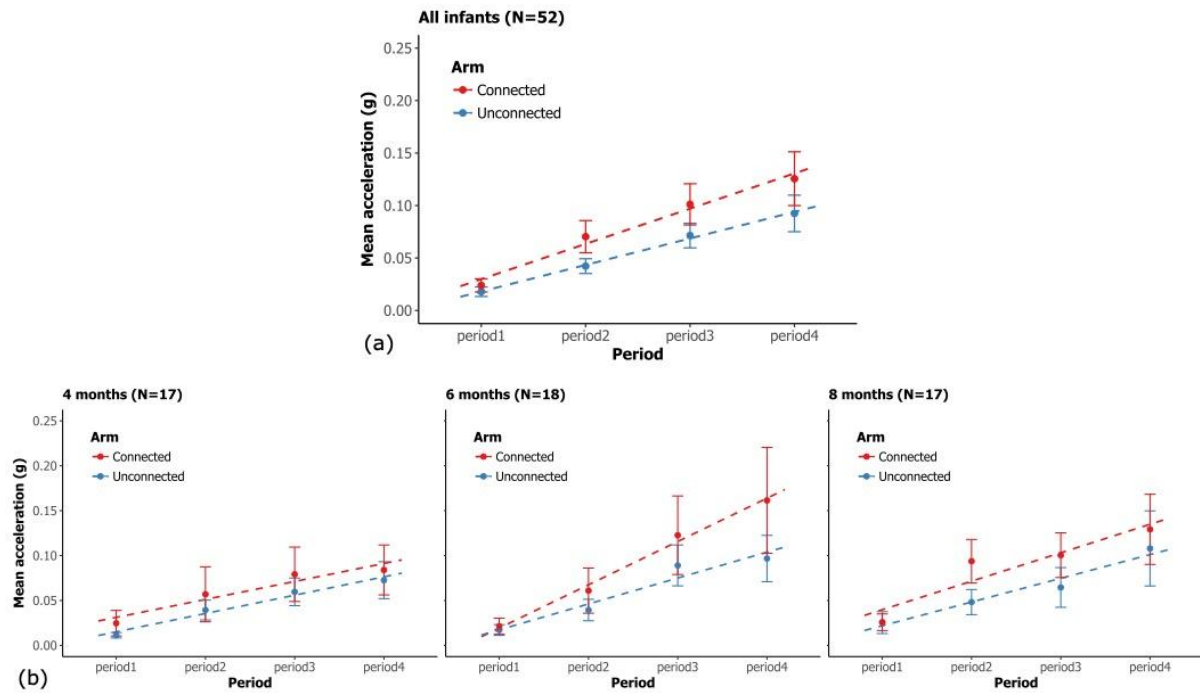 All infants (N=52)
0.25
0.20
0.15
0.10
0.05
0.00
Mean acceleration (g)
Arm
Connected
Unconnected
period1 period2 period3 period4
Period
(a)
4 months (N=17)
0.25
0.20
0.15
0.10
0.05
0.00
Mean acceleration (g)
Arm
Connected
Unconnected
period1 period2 period3 period4
Period
6 months (N=18)
Arm
Connected
Unconnected
period1 period2 period3 period4
Period
8 months (N=17)
Arm
Connected
Unconnected
period1 period2 period3 period4
Period
(b)